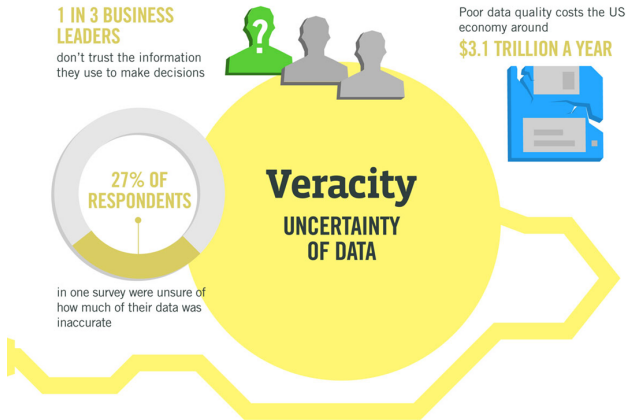 1 IN 3 BUSINESS
LEADERS
don't trust the information
they use to make decisions
?
Poor data quality costs the US
economy around
$3.1 TRILLION A YEAR
27% OF
RESPONDENTS
in one survey were unsure of
how much of their data was
inaccurate
Veracity
UNCERTAINTY
OF DATA